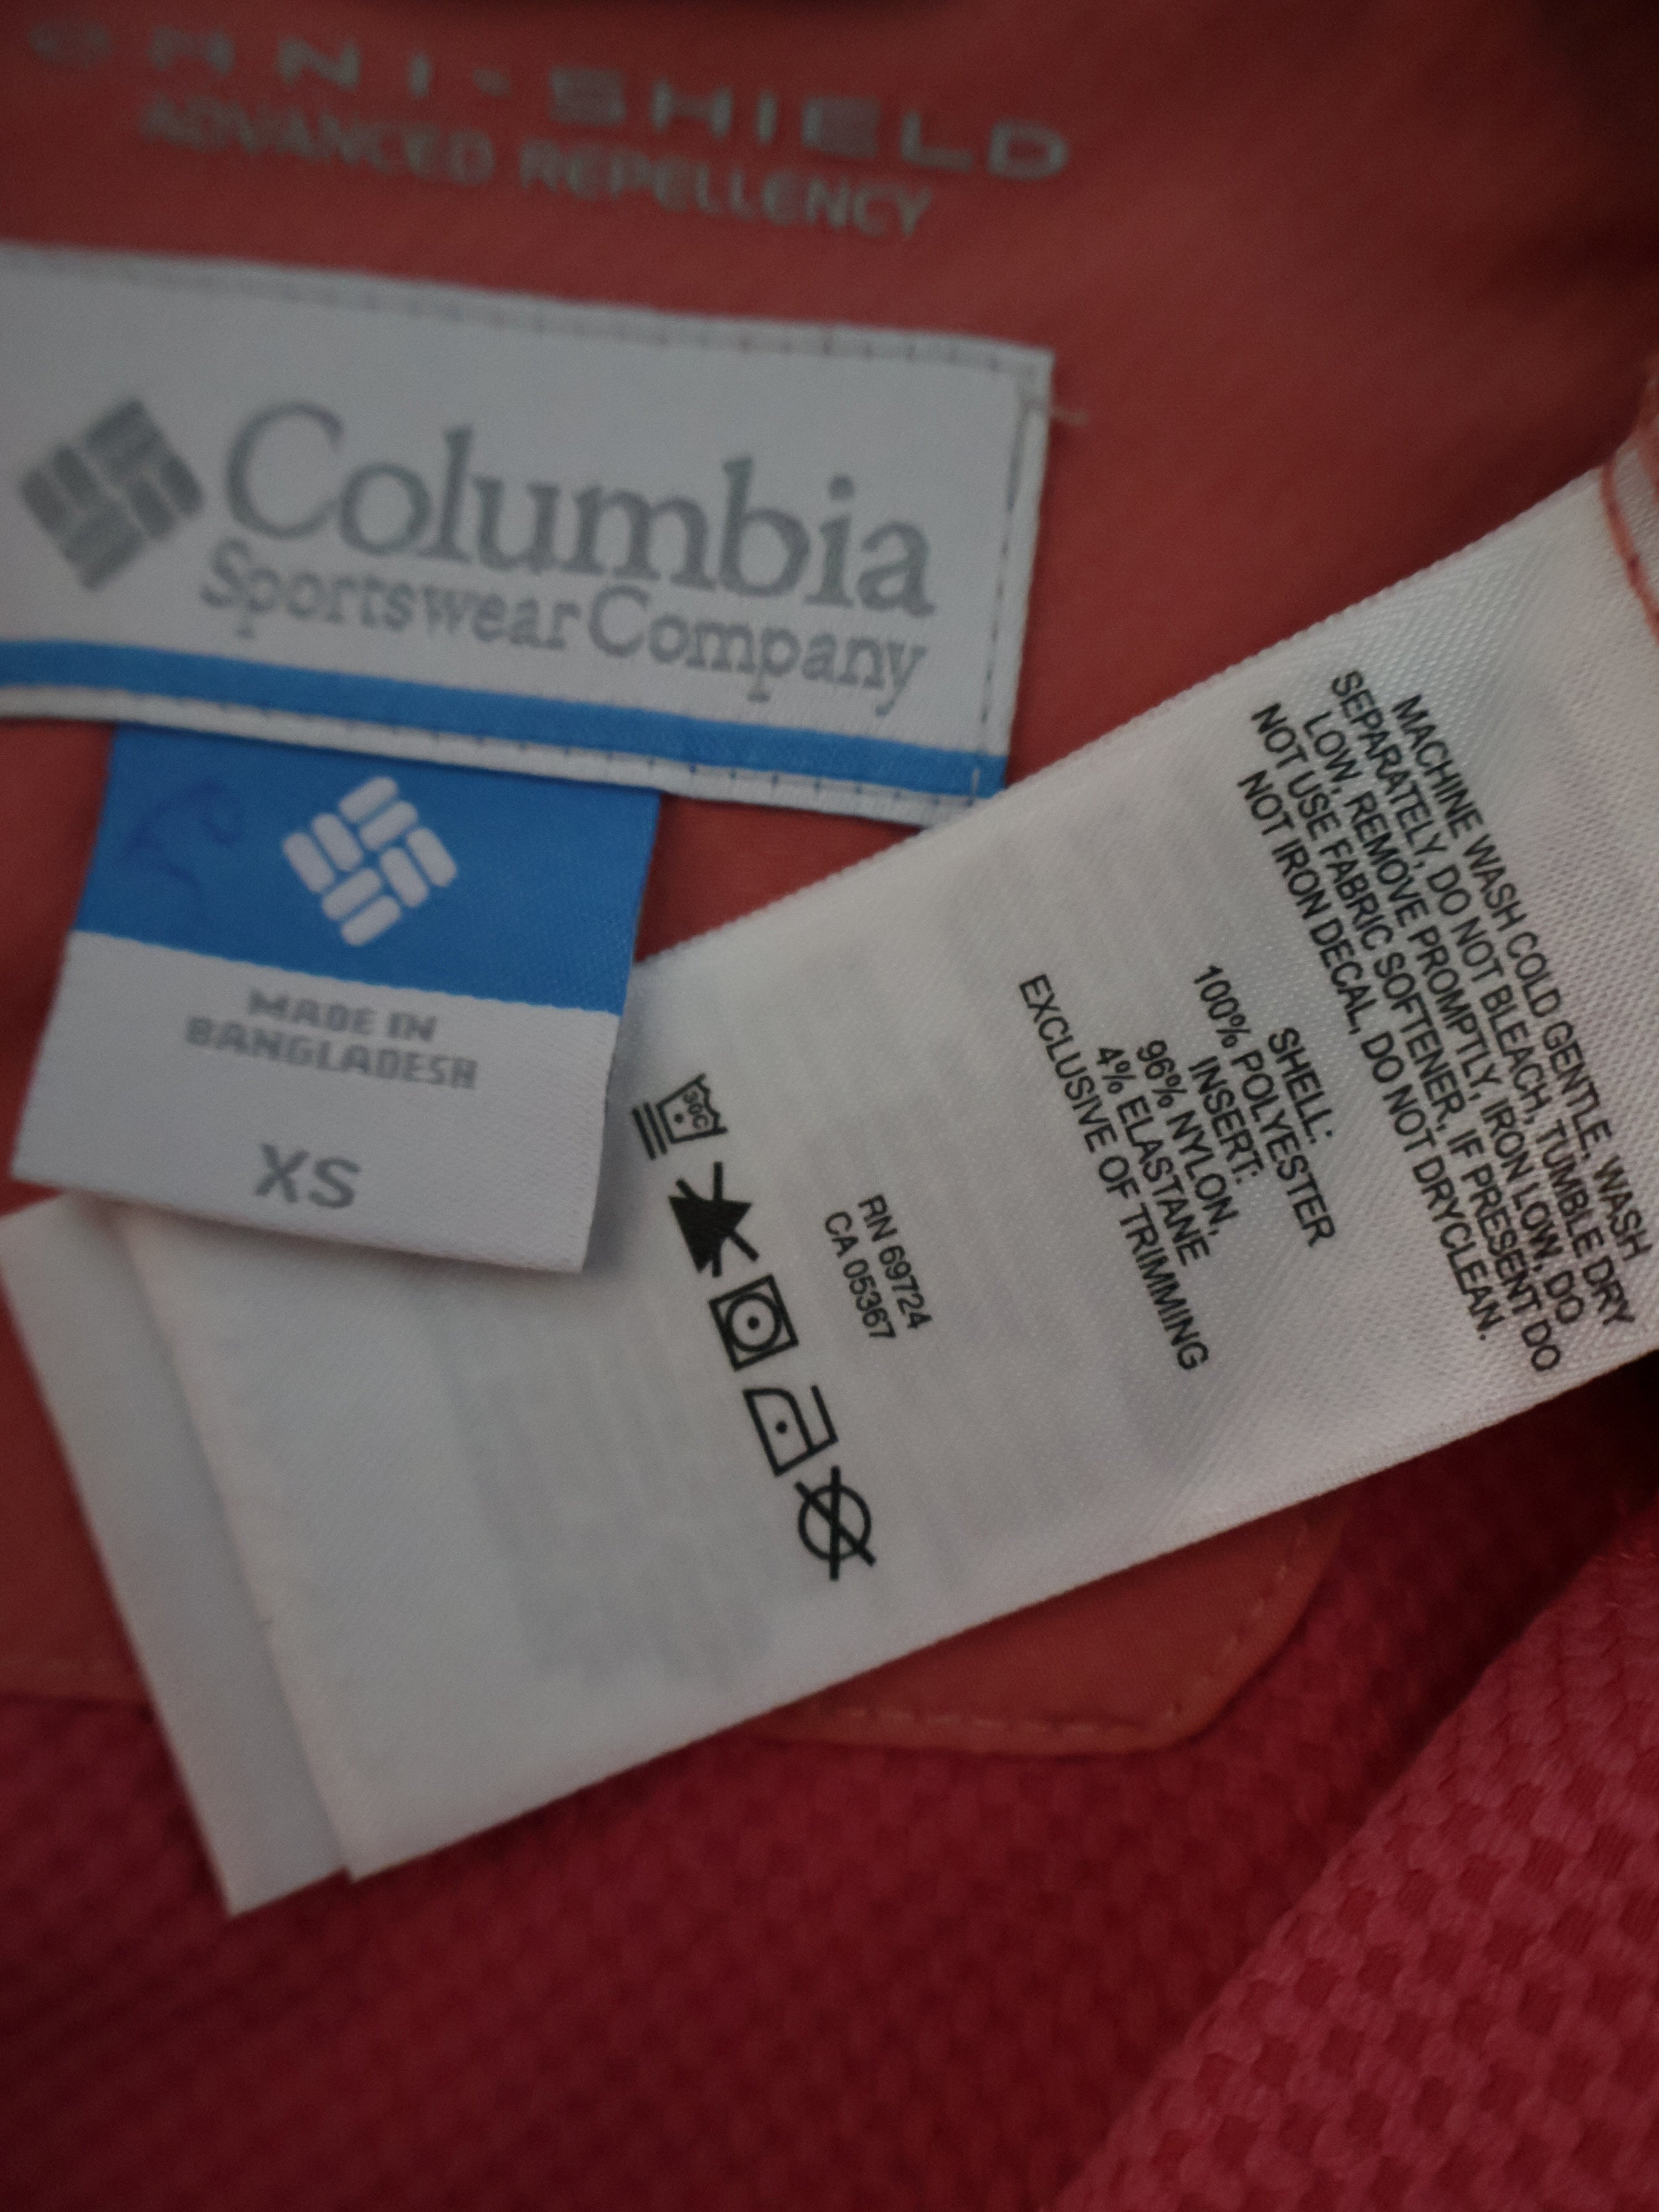 OMNI-SHIELD
ADVANCED REPELLENCY
Columbia
Sportswear Company
MADE IN
BANGLADESH
XS
MACHINE WASH COLD GENTLE. WASH
SEPARATELY, DO NOT BLEACH, TUMBLE DRY
LOW, REMOVE PROMPTLY, IRON LOW, DO
NOT USE FABRIC SOFTENER, IF PRESENT DO
NOT IRON DECAL, DO NOT DRYCLEAN.
SHELL:
100% POLYESTER
INSERT:
96% NYLON,
4% ELASTANE
EXCLUSIVE OF TRIMMING
RN 69724
CA 05367
30C